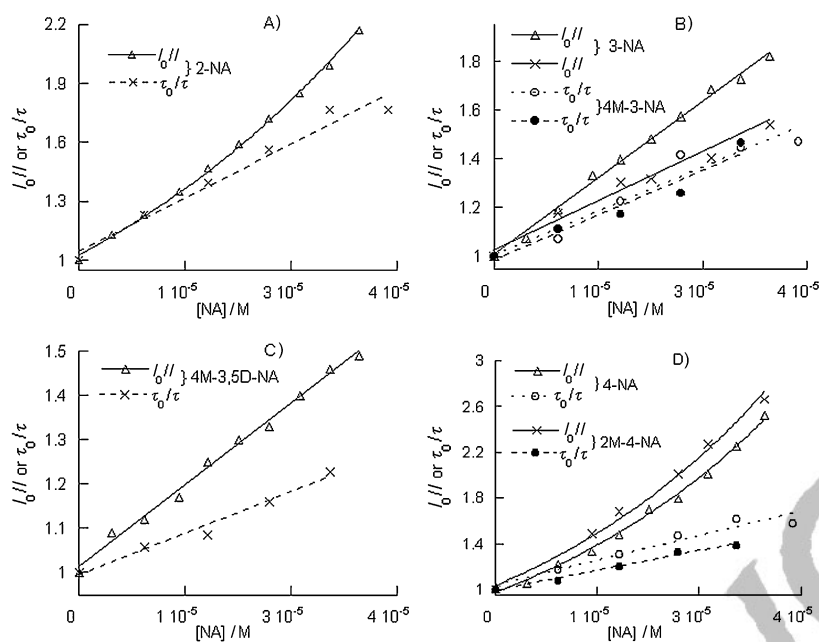 A)
I₀//
τ₀/τ
} 2-NA
I₀// or τ₀/τ
2.2
1.9
1.6
1.3
1
0
1 10⁻⁵
3 10⁻⁵
4 10⁻⁵
[NA] / M
B)
I₀//
I₀//
} 3-NA
τ₀/τ
τ₀/τ
} 4M-3-NA
I₀// or τ₀/τ
1.8
1.6
1.4
1.2
1
0
1 10⁻⁵
3 10⁻⁵
4 10⁻⁵
[NA] / M
C)
I₀//
τ₀/τ
} 4M-3,5D-NA
I₀// or τ₀/τ
1.5
1.4
1.3
1.2
1.1
1
0
1 10⁻⁵
3 10⁻⁵
4 10⁻⁵
[NA] / M
D)
I₀//
τ₀/τ
} 4-NA
I₀//
τ₀/τ
} 2M-4-NA
I₀// or τ₀/τ
3
2.6
2.2
1.8
1.4
1
0
1 10⁻⁵
3 10⁻⁵
4 10⁻⁵
[NA] / M